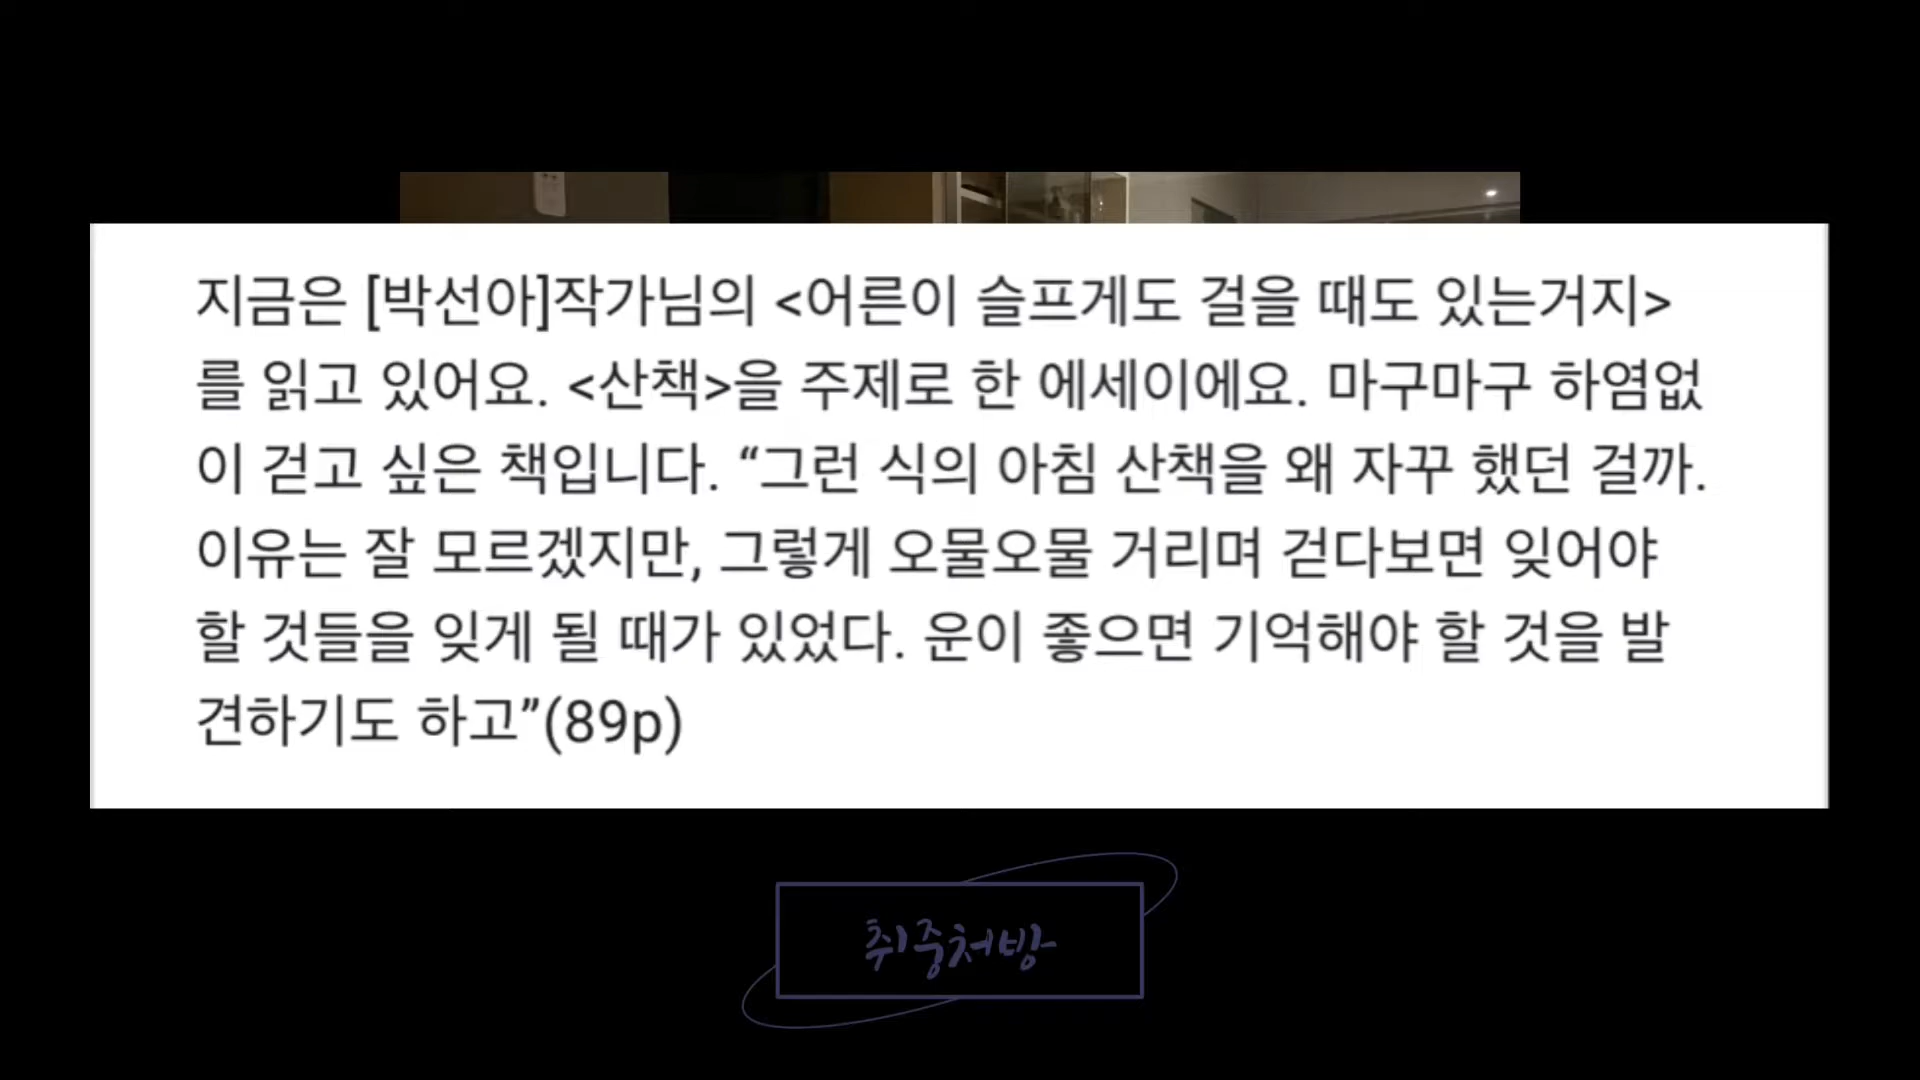 지금은 [박선아]작가님의 <어른이 슬프게도 걸을 때도 있는거지>
를 읽고 있어요. <산책>을 주제로 한 에세이에요. 마구마구 하염없
이 걷고 싶은 책입니다. “그런 식의 아침 산책을 왜 자꾸 했던 걸까.
이유는 잘 모르겠지만, 그렇게 오물오물 거리며 걷다보면 잊어야
할 것들을 잊게 될 때가 있었다. 운이 좋으면 기억해야 할 것을 발
견하기도 하고”(89p)
취중처방